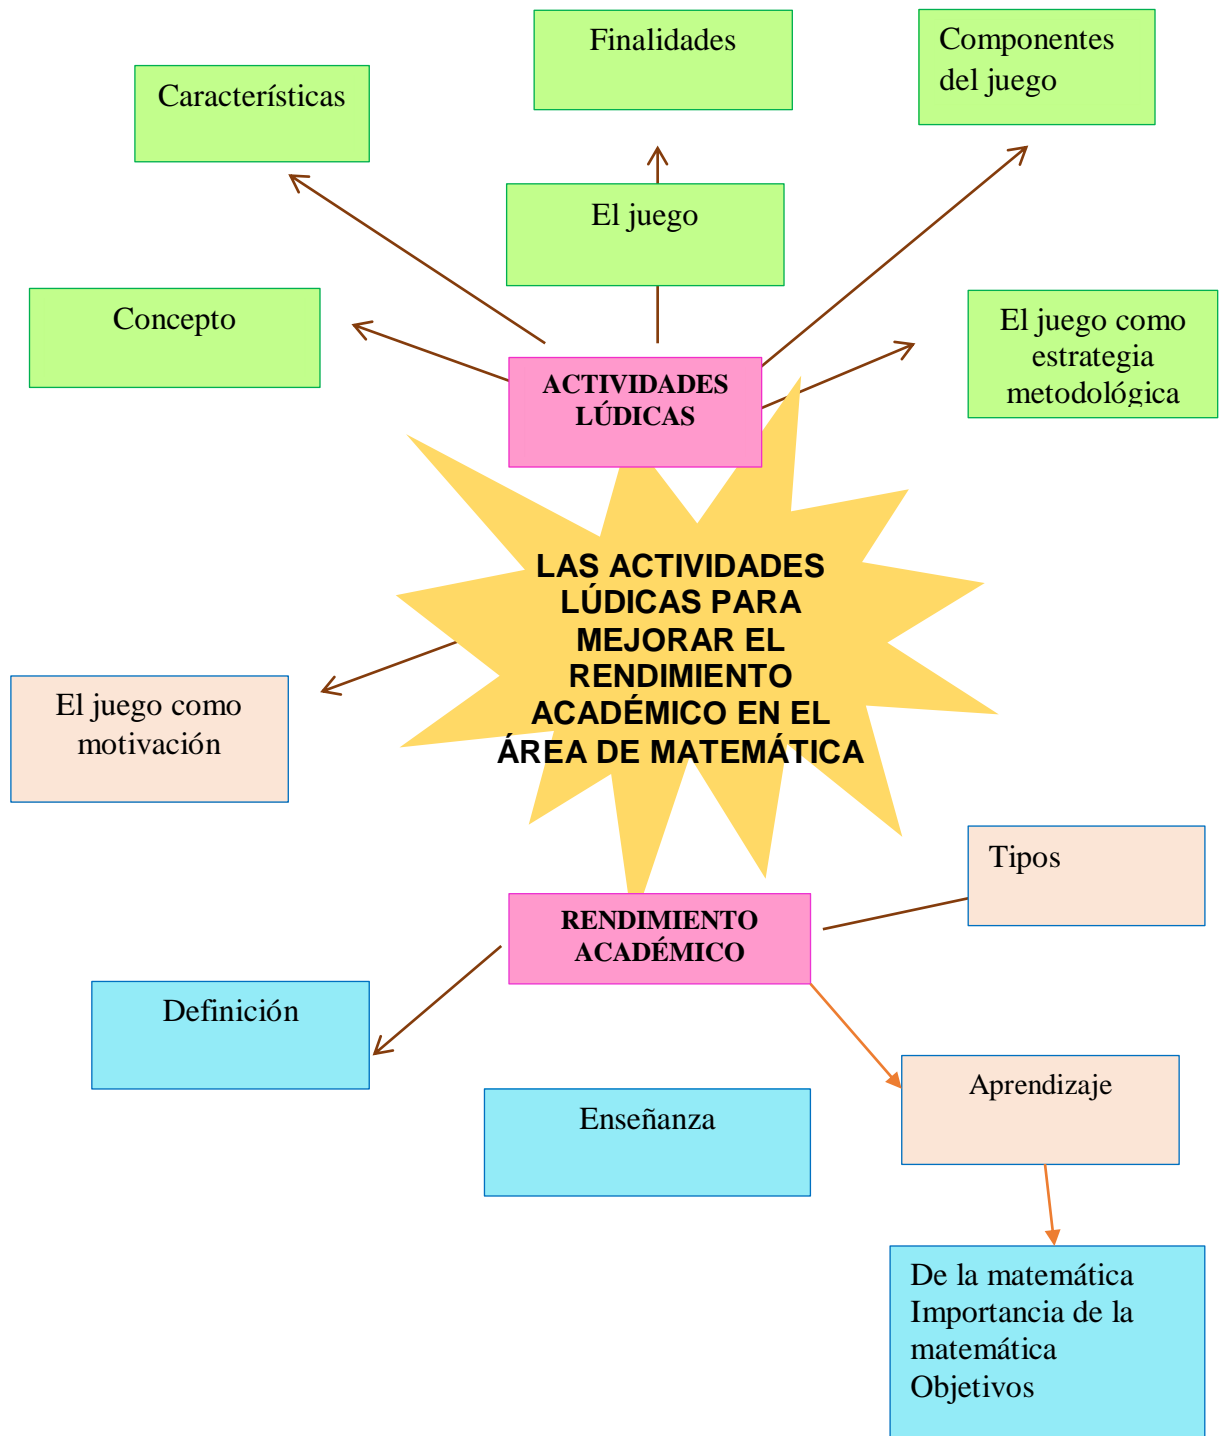 Finalidades
Componentes
del juego
Caracterísficas
El juego
Concepto
El juego como
estrategia
metodológica
ACTIVIDADES
LÚDICAS
LAS ACTIVIDADES
LÚDICAS PARA
MEJORAR EL
RENDIMIENTO
ACADÉMICO EN EL
ÁREA DE MATEMÁTICA
El juego como
motivación
Tipos
RENDIMIENTO
ACADÉMICO
Definición
Aprendizaje
Enseñanza
De la matemática
Importancia de la
matemática
Objetivos